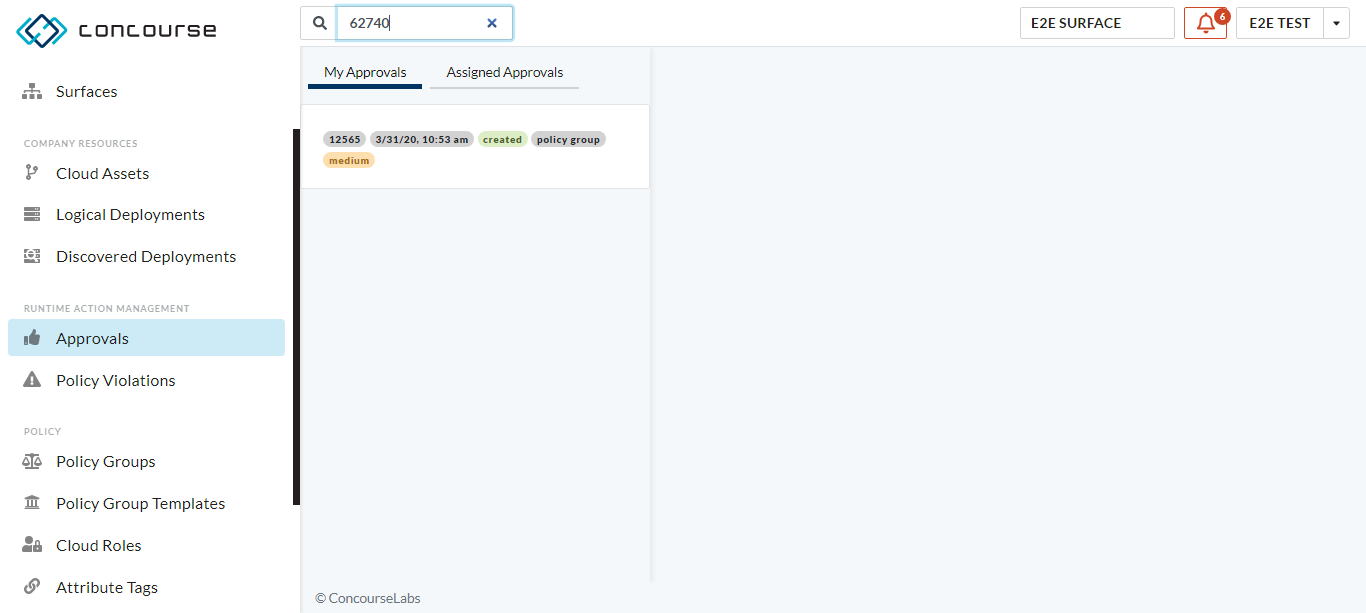 concourse
62740
E2E SURFACE
6
E2E TEST
My Approvals
Assigned Approvals
Surfaces
12565
3/31/20, 10:53 am
created
policy group
medium
COMPANY RESOURCES
Cloud Assets
Logical Deployments
Discovered Deployments
RUNTIME ACTION MANAGEMENT
Approvals
Policy Violations
POLICY
Policy Groups
Policy Group Templates
Cloud Roles
Attribute Tags
© ConcourseLabs